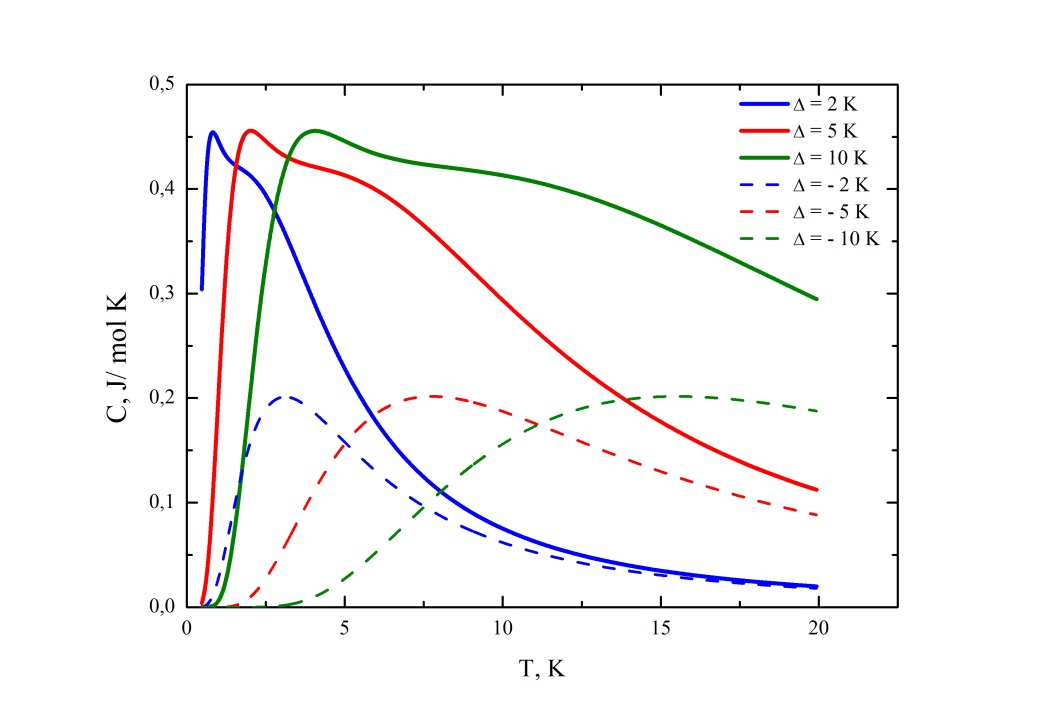 0,5
0,4
0,3
0,2
0,1
0,0
C, J/ mol K
0
5
10
15
20
T, K
Δ = 2 K
Δ = 5 K
Δ = 10 K
Δ = - 2 K
Δ = - 5 K
Δ = - 10 K